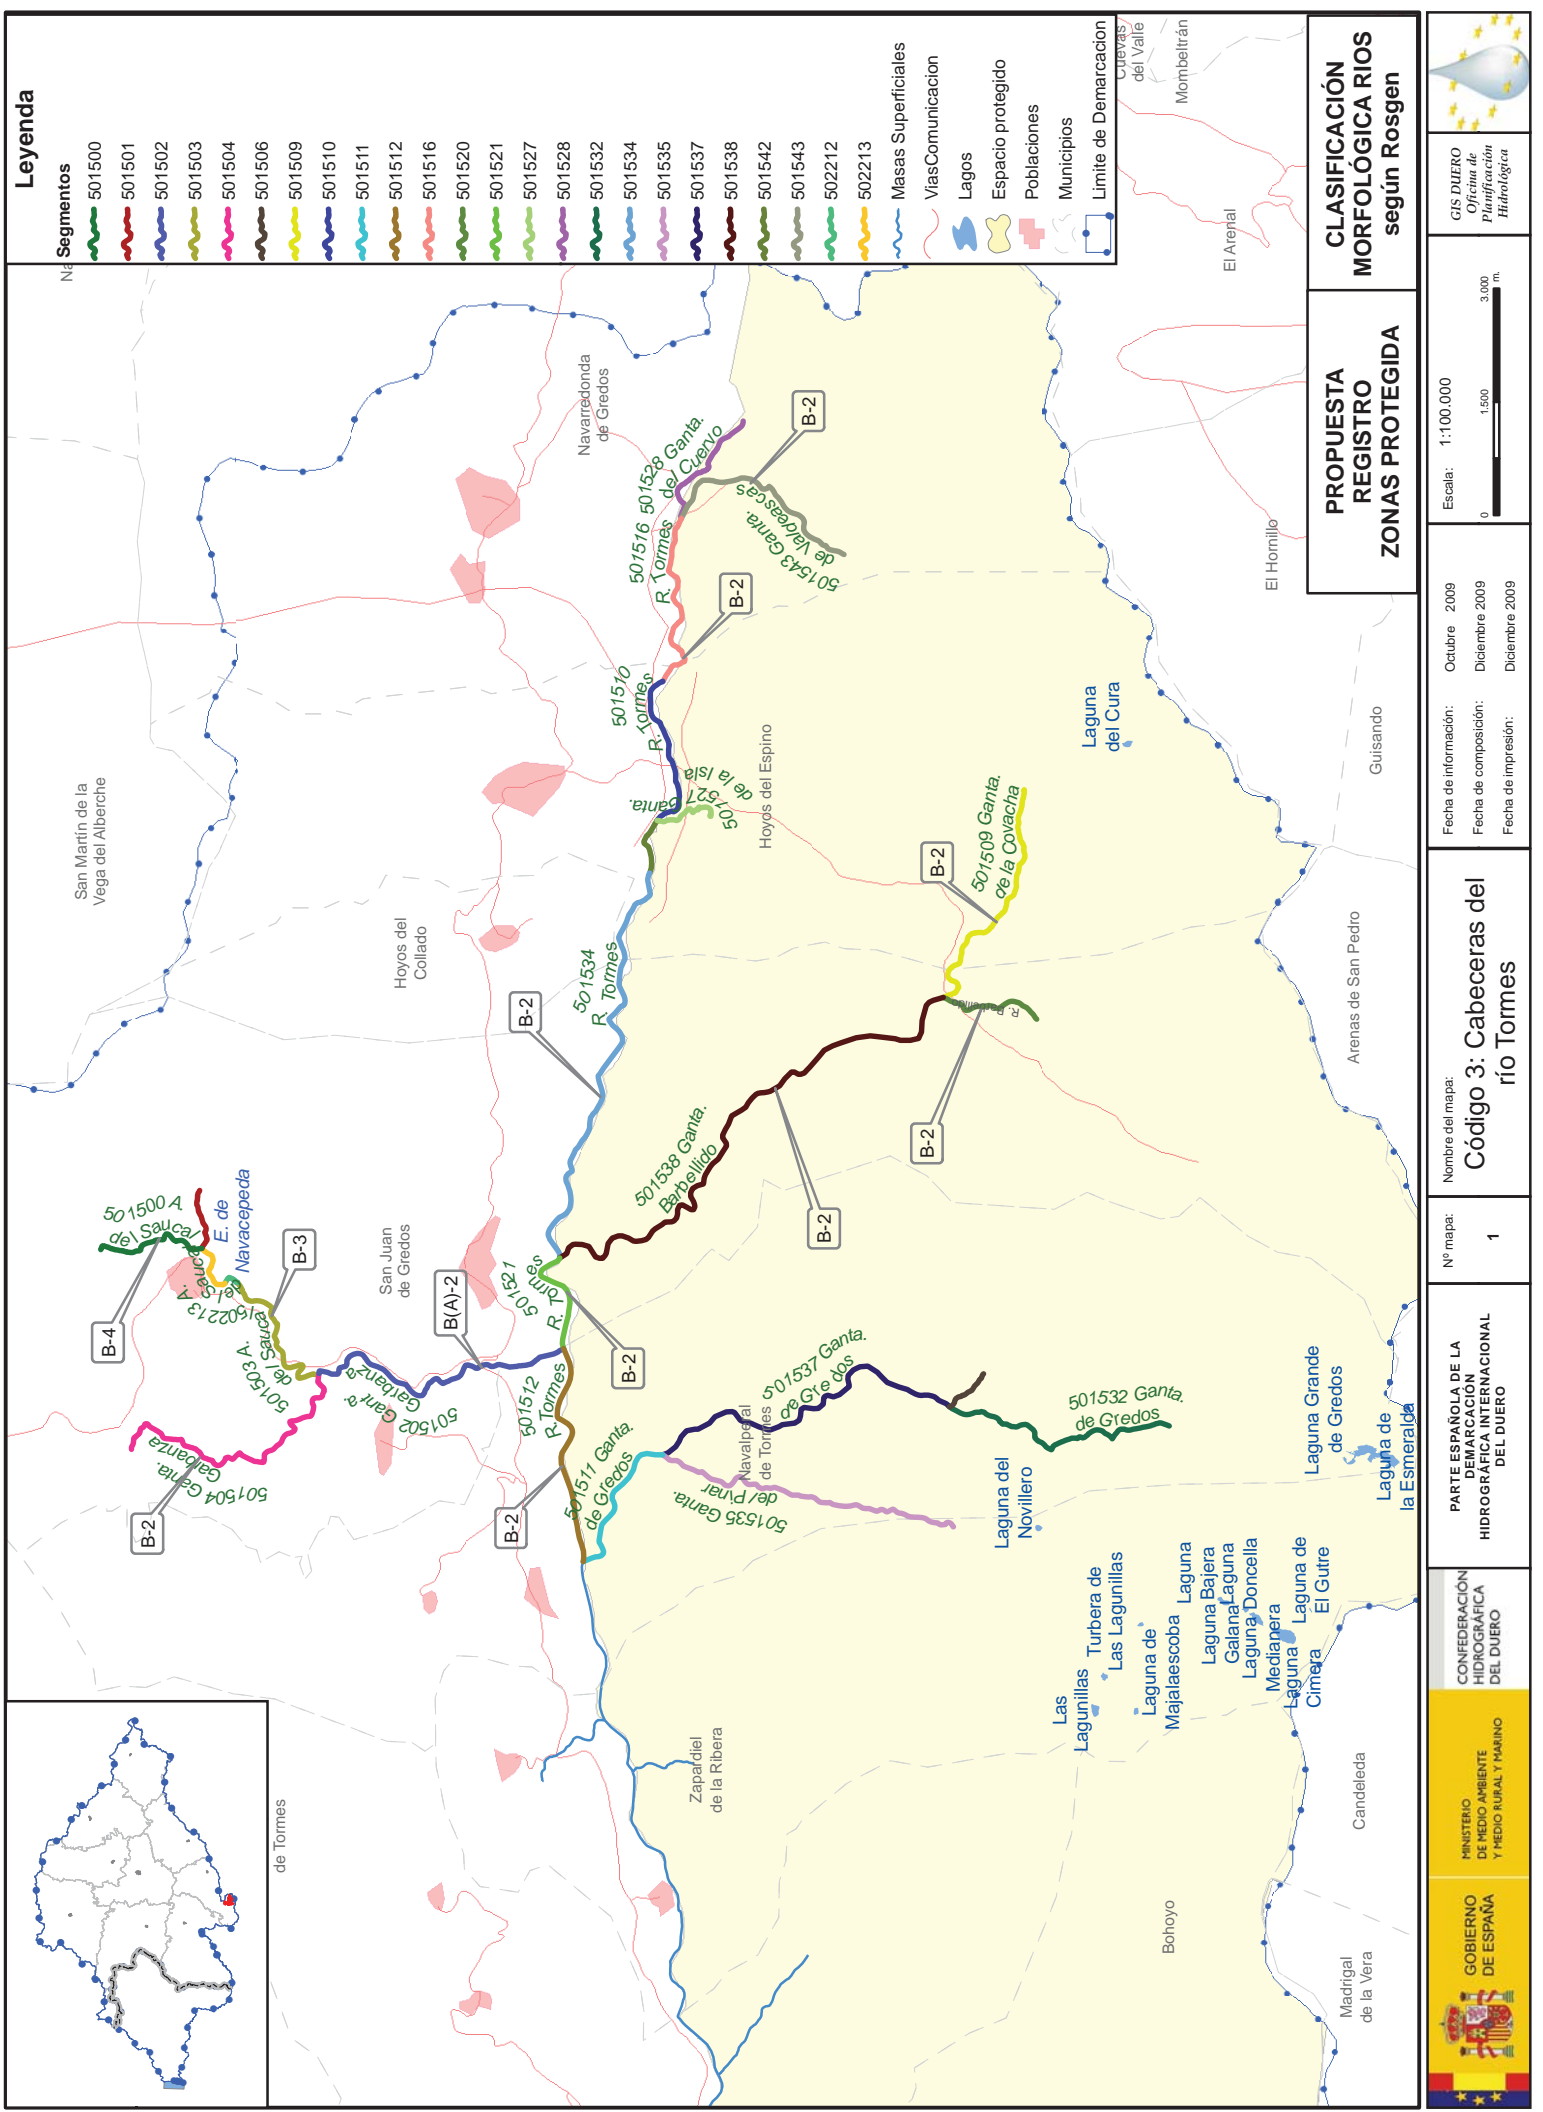 Leyenda
Segmentos
501500
501501
501502
501503
501504
501506
501509
501510
501511
501512
501516
501520
501521
501527
501528
501532
501534
501535
501537
501538
501542
501543
502212
502213
Masas Superficiales
ViasComunicacion
Lagos
Espacio protegido
Poblaciones
Municipios
Limite de Demarcacion
Na
San Martín de la
Vega del Alberche
Hoyos del
Collado
San Juan
de Gredos
Navarredonda
de Gredos
Hoyos del Espino
Navalperal
de Tormes
Zapardiel
de la Ribera
de Tormes
Bohoyo
Madrigal
de la Vera
Candeleda
Arenas de San Pedro
Guisando
El Hornillo
El Arenal
Mombeltrán
Cuevas
del Valle
501500 A.
del Saucal
E. de
Navacepeda
502213 A.
del Saucal
501503 A.
del Saucal
501504 Ganta.
Garbanza
501502 Gantª
Garbanza
501512
R. Tormes
501521
R. Tormes
501511 Ganta.
de Gredos
501535 Ganta.
del Pinar
501537 Ganta.
de Gredos
501532 Ganta.
de Gredos
501538 Ganta.
Barbellido
R. Barbellido
501509 Ganta.
de la Covacha
501534
R. Tormes
501527 Ganta.
de la Isla
501510
R. Tormes
501516
R. Tormes
501528 Ganta.
del Cuervo
501543 Ganta.
de Valdeascas
B-4
B-3
B-2
B(A)-2
B-2
B-2
B-2
B-2
B-2
B-2
B-2
B-2
B-2
Laguna
del Cura
Laguna Grande
de Gredos
Laguna de
la Esmeralda
Laguna del
Novillero
Turbera de
Las Lagunillas
Las
Lagunillas
Laguna de
Majalaescoba
Laguna
Bajera
Laguna
Galana
Laguna
Doncella
Laguna
Medianera
Laguna
Cimera
Laguna de
El Gutre
PROPUESTA
REGISTRO
ZONAS PROTEGIDA
CLASIFICACIÓN
MORFOLÓGICA RIOS
según Rosgen
GOBIERNO
DE ESPAÑA
MINISTERIO
DE MEDIO AMBIENTE
Y MEDIO RURAL Y MARINO
CONFEDERACIÓN
HIDROGRÁFICA
DEL DUERO
PARTE ESPAÑOLA DE LA
DEMARCACIÓN
HIDROGRÁFICA INTERNACIONAL
DEL DUERO
Nº mapa:
1
Nombre del mapa:
Código 3: Cabeceras del
río Tormes
Fecha de información: Octubre 2009
Fecha de composición: Diciembre 2009
Fecha de impresión: Diciembre 2009
Escala: 1:100.000
0 1.500 3.000
m.
GIS DUERO
Oficina de
Planificación
Hidrológica